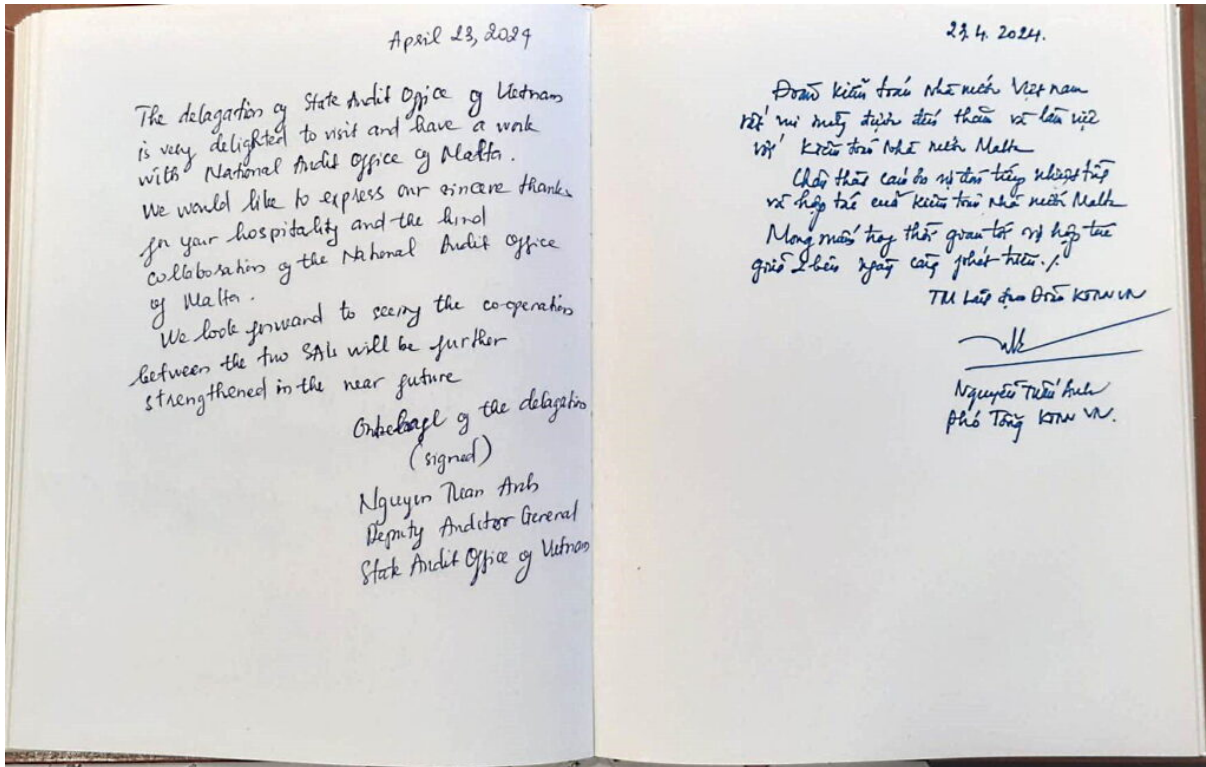 April 23, 2024
The delagation of State Audit Office of Vietnam
is very delighted to visit and have a work
with National Audit Office of Malta.
We would like to express our sincere thanks
for your hospitality and the kind
collaboration of the National Audit Office
of Malta.
We look forward to seeing the co-operation
between the two SAIs will be further
strengthened in the near future
On behalf of the delagation
(signed)
Nguyen Tuan Anh
Deputy Auditor General
State Audit Office of Vietnam
23.4.2024.
Đoàn Kiểm toán nhà nước Việt nam
rất vui mừng được đến thăm và làm việc
với Kiểm toán Nhà nước Malta
Chân thành cảm ơn sự đón tiếp nhiệt tình
và hợp tác của Kiểm toán Nhà nước Malta
Mong muốn thời gian tới sự hợp tác
giữa 2 bên ngày càng phát triển./.
TM Lãnh đạo Đoàn KTNN VN
Nguyễn Tuấn Anh
Phó Tổng KTNN VN.